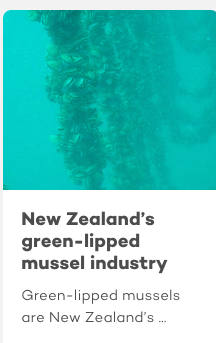 New Zealand's
green-lipped
mussel industry
Green-lipped mussels
are New Zealand's ...